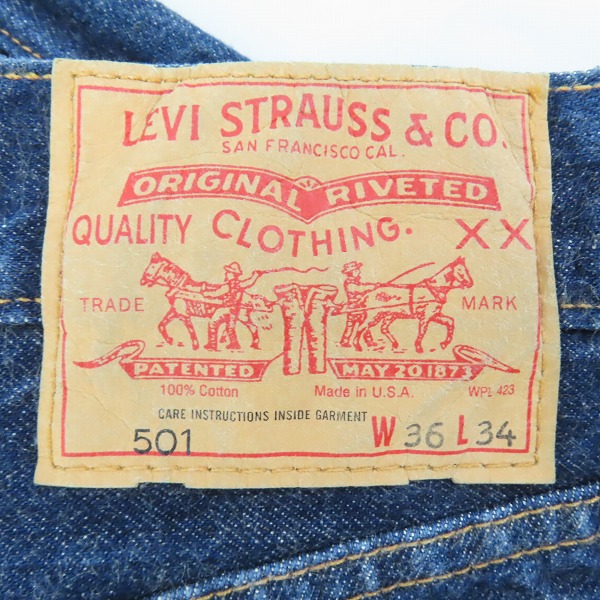 LEVI STRAUSS & CO.
SAN FRANCISCO CAL.
ORIGINAL RIVETED
QUALITY CLOTHING. XX
TRADE MARK
PATENTED MAY 20 1873
100% Cotton Made in U.S.A. WPL 423
CARE INSTRUCTIONS INSIDE GARMENT
501 W 36 L 34